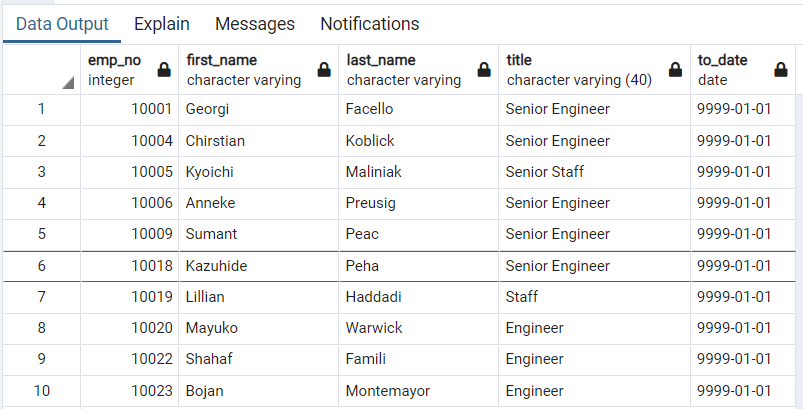 Data Output Explain Messages Notifications
emp_no first_name last_name title to_date
integer character varying character varying character varying (40) date
1 10001 Georgi Facello Senior Engineer 9999-01-01
2 10004 Chirstian Koblick Senior Engineer 9999-01-01
3 10005 Kyoichi Maliniak Senior Staff 9999-01-01
4 10006 Anneke Preusig Senior Engineer 9999-01-01
5 10009 Sumant Peac Senior Engineer 9999-01-01
6 10018 Kazuhide Peha Senior Engineer 9999-01-01
7 10019 Lillian Haddadi Staff 9999-01-01
8 10020 Mayuko Warwick Engineer 9999-01-01
9 10022 Shahaf Famili Engineer 9999-01-01
10 10023 Bojan Montemayor Engineer 9999-01-01